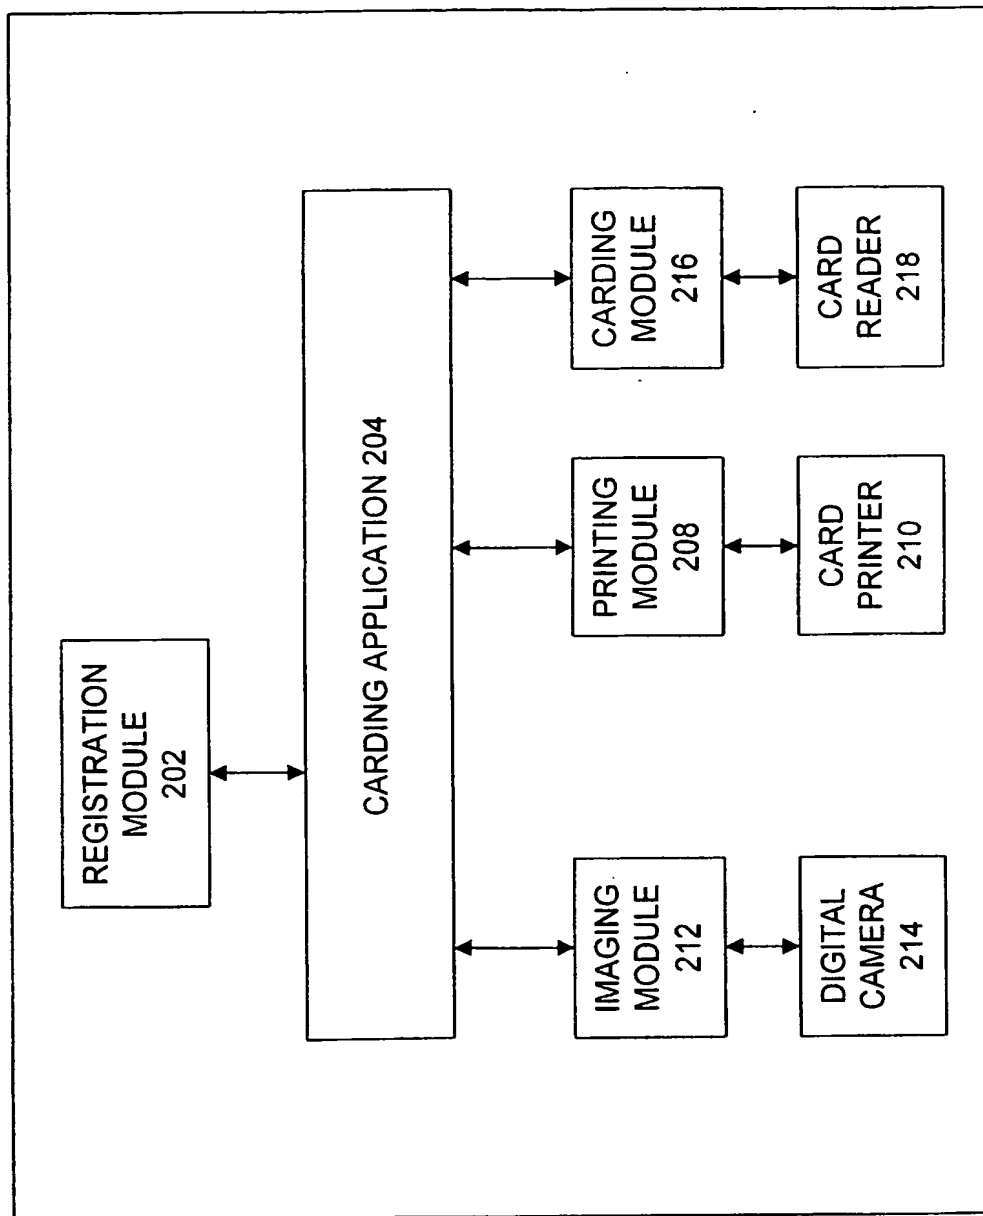 REGISTRATION
MODULE
202
CARDING APPLICATION 204
IMAGING
MODULE
212
PRINTING
MODULE
208
CARDING
MODULE
216
DIGITAL
CAMERA
214
CARD
PRINTER
210
CARD
READER
218